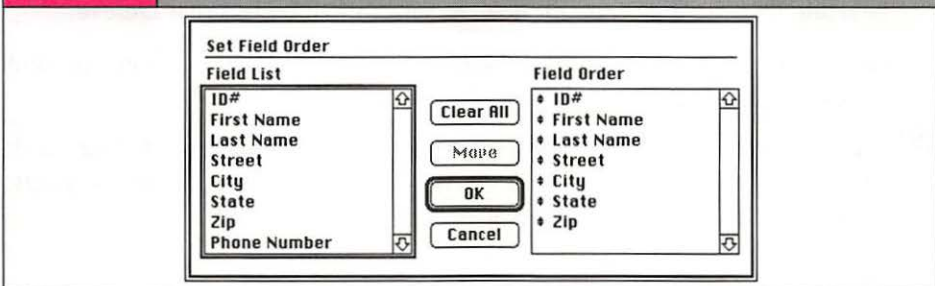 Set Field Order
Field List
ID#
First Name
Last Name
Street
City
State
Zip
Phone Number
Clear All
Move
OK
Cancel
Field Order
ID#
First Name
Last Name
Street
City
State
Zip